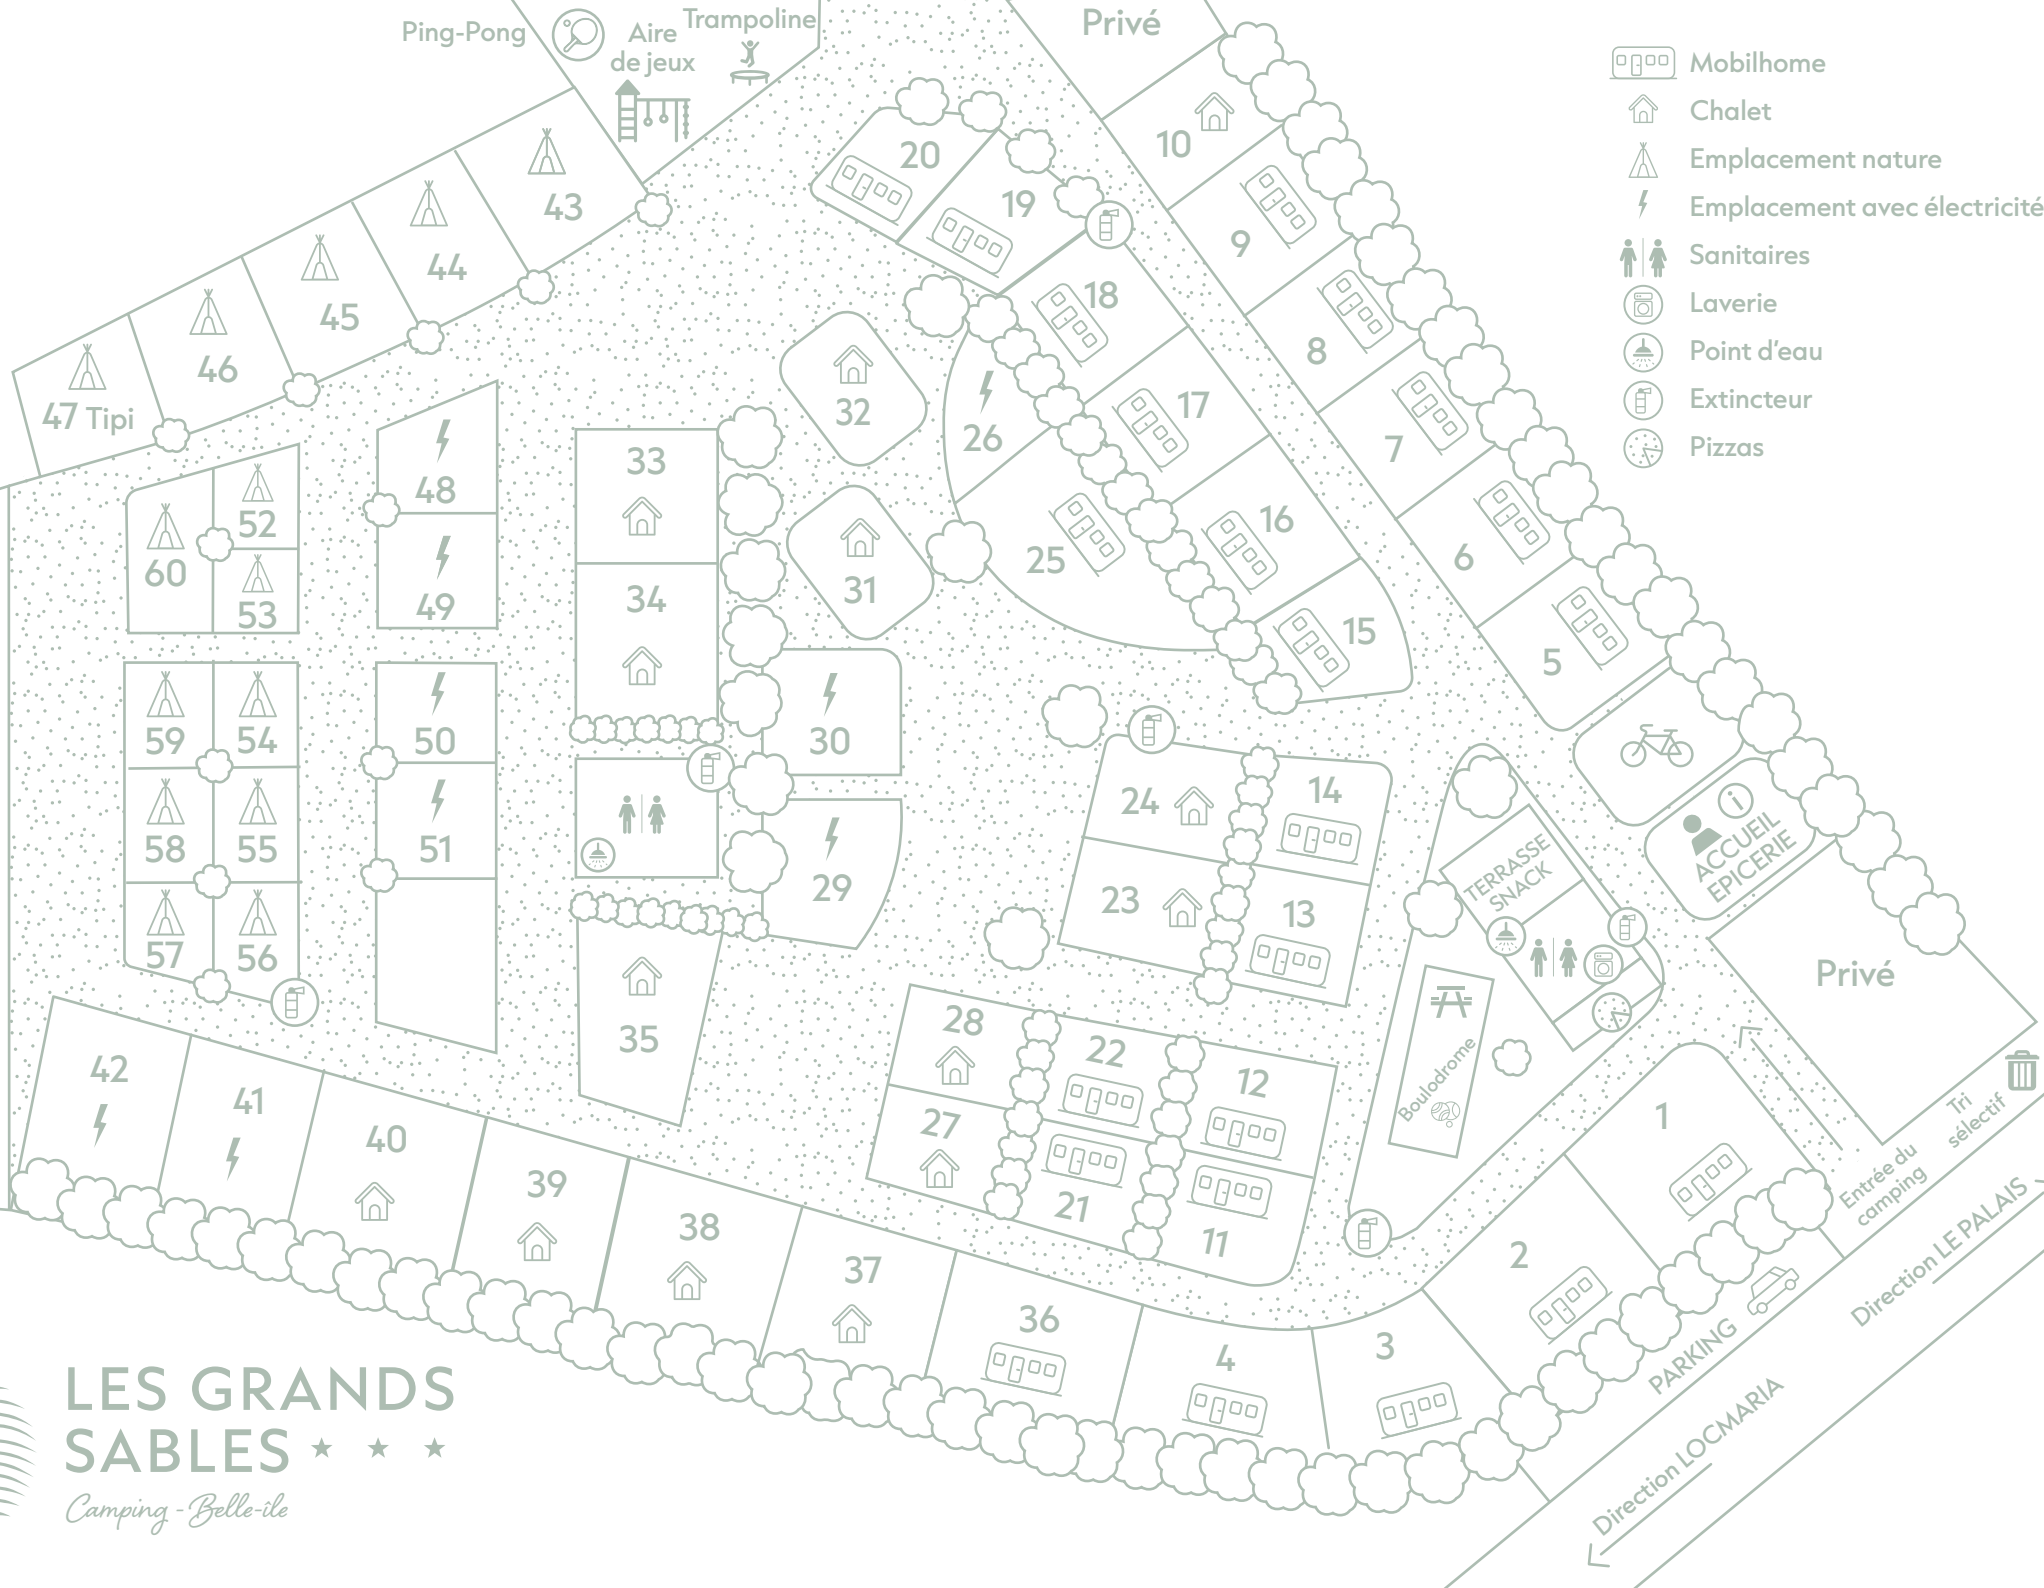 Ping-Pong
Aire
de jeux
Trampoline
Privé
Mobilhome
Chalet
Emplacement nature
Emplacement avec électricité
Sanitaires
Laverie
Point d'eau
Extincteur
Pizzas
10
20
19
9
43
44
45
46
47 Tipi
18
8
32
26
17
7
33
48
52
60
53
49
34
31
25
16
6
15
5
59
54
50
30
58
55
51
29
24
14
23
13
TERRASSE
SNACK
ACCUEIL
EPICERIE
Privé
57
56
35
28
22
12
27
21
11
Boulodrome
42
41
40
39
38
37
36
4
3
2
1
Tri
sélectif
Entrée du
camping
Direction LE PALAIS
PARKING
Direction LOCMARIA
LES GRANDS
SABLES
Camping - Belle-île